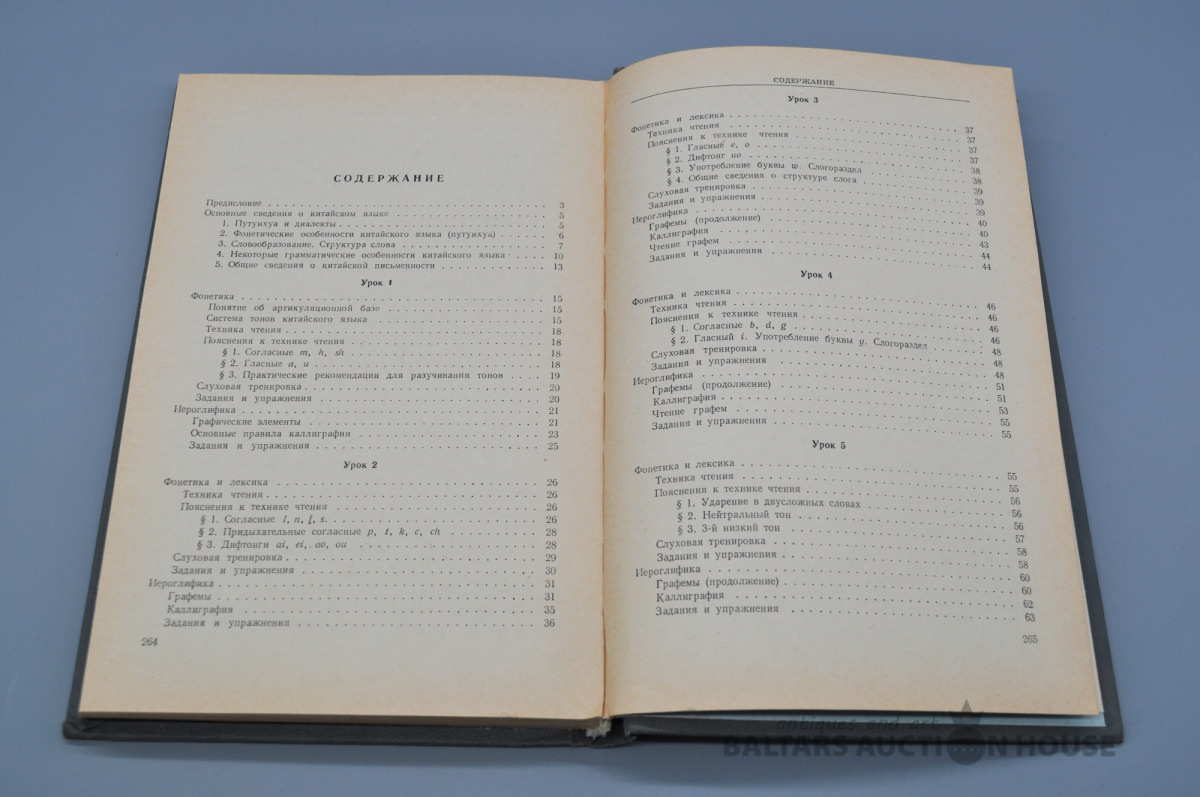 СОДЕРЖАНИЕ
Предисловие . . . 3
Основные сведения о китайском языке . . . 5
1. Путунхуа и диалекты . . . 5
2. Фонетические особенности китайского языка (путунхуа) . . . 6
3. Словообразование. Структура слова . . . 7
4. Некоторые грамматические особенности китайского языка . . . 10
5. Общие сведения о китайской письменности . . . 13
Урок 1
Фонетика . . . 15
Понятие об артикуляционной базе . . . 15
Система тонов китайского языка . . . 15
Техника чтения . . . 18
Пояснения к технике чтения . . . 18
§ 1. Согласные m, h, sh . . . 18
§ 2. Гласные a, u . . . 18
§ 3. Практические рекомендации для разучивания тонов . . . 19
Слуховая тренировка . . . 20
Задания и упражнения . . . 20
Иероглифика . . . 21
Графические элементы . . . 21
Основные правила каллиграфии . . . 23
Задания и упражнения . . . 25
Урок 2
Фонетика и лексика . . . 26
Техника чтения . . . 26
Пояснения к технике чтения . . . 26
§ 1. Согласные l, n, f, s . . . 26
§ 2. Придыхательные согласные p, t, k, c, ch . . . 28
§ 3. Дифтонги ai, ei, ao, ou . . . 28
Слуховая тренировка . . . 29
Задания и упражнения . . . 30
Иероглифика . . . 31
Графемы . . . 31
Каллиграфия . . . 35
Задания и упражнения . . . 36
264
СОДЕРЖАНИЕ
Урок 3
Фонетика и лексика . . . 37
Техника чтения . . . 37
Пояснения к технике чтения . . . 37
§ 1. Гласные e, o . . . 37
§ 2. Дифтонг uo . . . 38
§ 3. Употребление буквы w. Слогораздел . . . 38
§ 4. Общие сведения о структуре слога . . . 39
Слуховая тренировка . . . 39
Задания и упражнения . . . 39
Иероглифика . . . 40
Графемы (продолжение) . . . 40
Каллиграфия . . . 43
Чтение графем . . . 44
Задания и упражнения . . . 44
Урок 4
Фонетика и лексика . . . 46
Техника чтения . . . 46
Пояснения к технике чтения . . . 46
§ 1. Согласные b, d, g . . . 46
§ 2. Гласный i. Употребление буквы y. Слогораздел . . . 48
Слуховая тренировка . . . 48
Задания и упражнения . . . 48
Иероглифика . . . 51
Графемы (продолжение) . . . 51
Каллиграфия . . . 53
Чтение графем . . . 55
Задания и упражнения . . . 55
Урок 5
Фонетика и лексика . . . 55
Техника чтения . . . 55
Пояснения к технике чтения . . . 56
§ 1. Ударение в двусложных словах . . . 56
§ 2. Нейтральный тон . . . 56
§ 3. 3-й низкий тон . . . 57
Слуховая тренировка . . . 58
Задания и упражнения . . . 58
Иероглифика . . . 60
Графемы (продолжение) . . . 60
Каллиграфия . . . 62
Задания и упражнения . . . 63
265
antiques and art
BALTARS AUCTION HOUSE